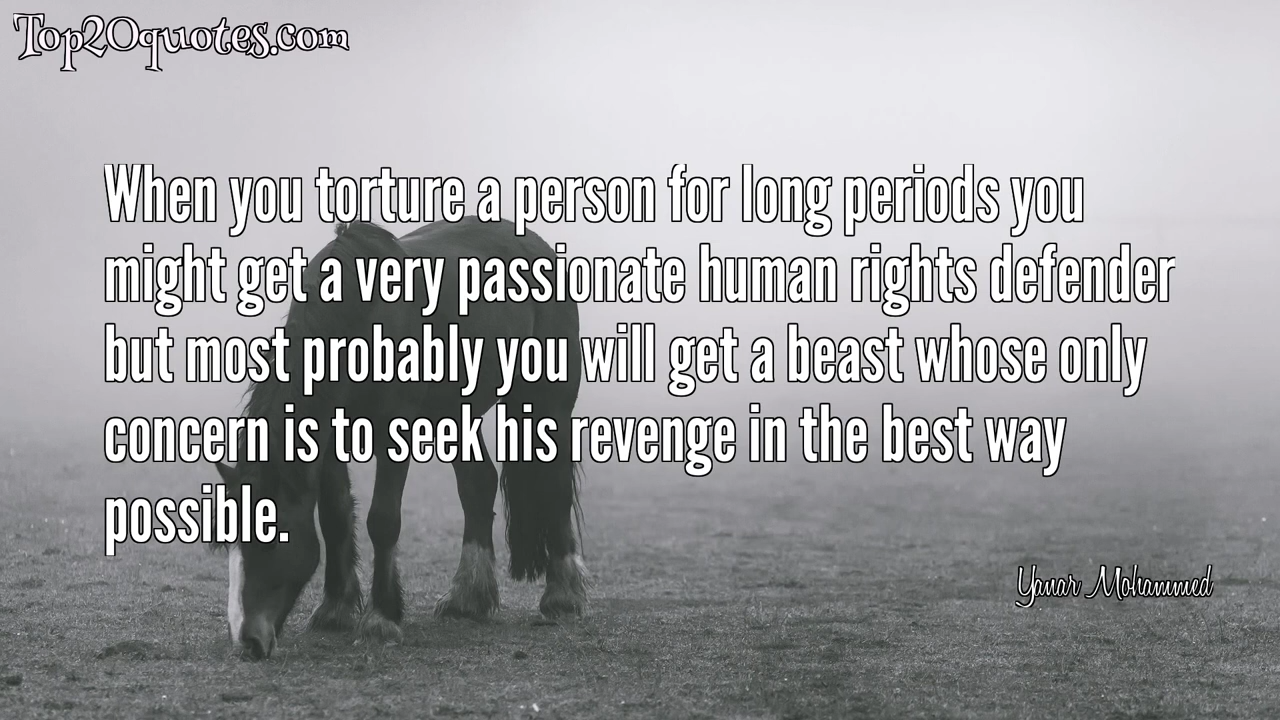 Top20quotes.com
When you torture a person for long periods you
might get a very passionate human rights defender
but most probably you will get a beast whose only
concern is to seek his revenge in the best way
possible.
Yanar Mohammed